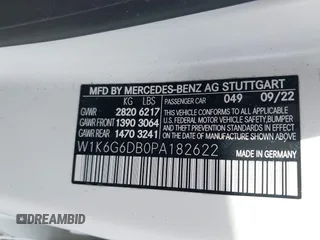 MFD BY MERCEDES-BENZ AG STUTTGART
KG LBS PASSENGER CAR 049 09/22
GVWR 2820 6217
GAWR FRONT 1390 3064
GAWR REAR 1470 3241
THIS VEHICLE CONFORMS TO ALL APPLICABLE
FEDERAL MOTOR VEHICLE SAFETY, BUMPER,
AND THEFT PREVENTION STANDARDS IN EFFECT
ON THE DATE OF MANUFACTURE SHOWN ABOVE.
W1K6G6DB0PA182622
MADE IN GERMANY
DREAMBID